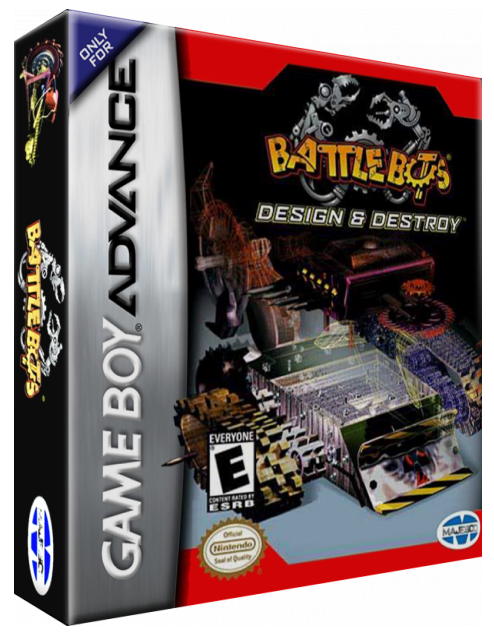 ONLY
FOR
GAME BOY ADVANCE
BATTLEBOTS
DESIGN & DESTROY
EVERYONE
E
CONTENT RATED BY
ESRB
Official
Nintendo
Seal of Quality
MAJESCO
BATTLEBOTS
MAJESCO